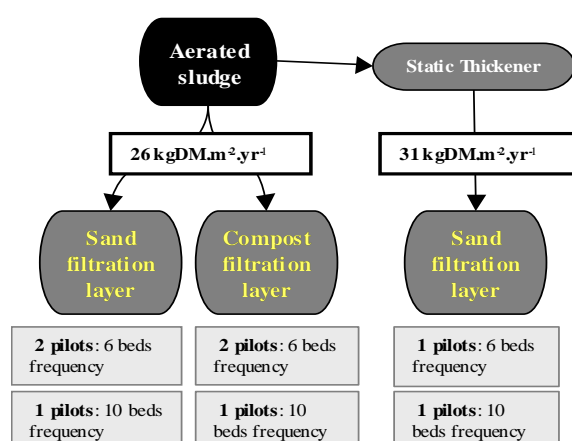 Aerated
sludge
Static Thickener
26 kgDM.m-2.yr-1
31 kgDM.m-2.yr-1
Sand
filtration
layer
Compost
filtration
layer
Sand
filtration
layer
2 pilots: 6 beds
frequency
2 pilots: 6 beds
frequency
1 pilots: 6 beds
frequency
1 pilots: 10 beds
frequency
1 pilots: 10
beds frequency
1 pilots: 10
beds frequency